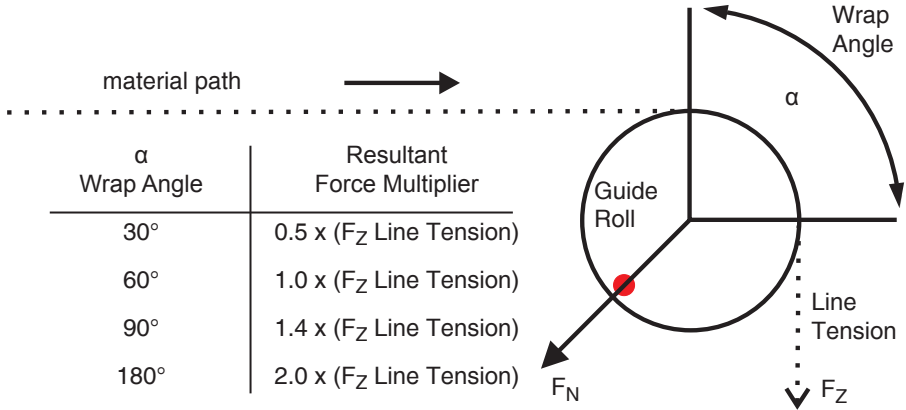 Wrap
Angle
material path
α
α
Wrap Angle
Resultant
Force Multiplier
Guide
Roll
30°
0.5 x (FZ Line Tension)
60°
1.0 x (FZ Line Tension)
90°
1.4 x (FZ Line Tension)
180°
2.0 x (FZ Line Tension)
Line
Tension
FN
FZ